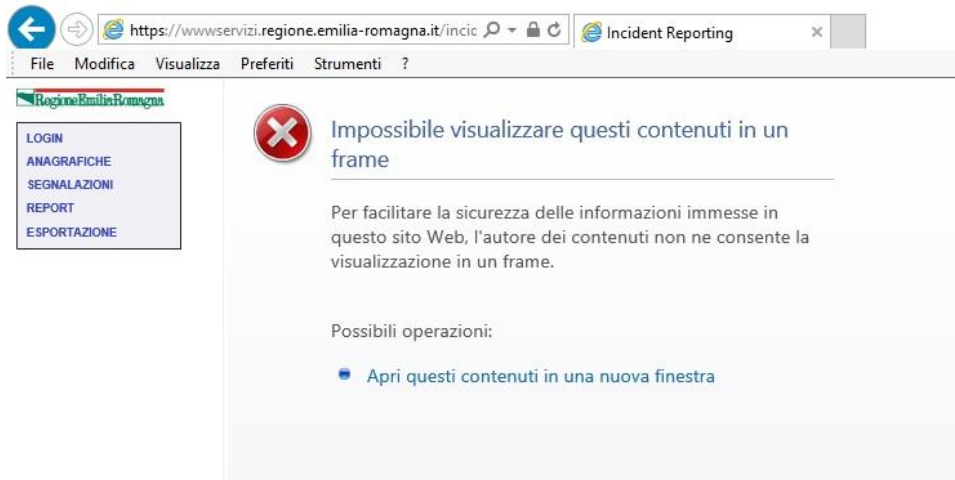 https://wwwservizi.regione.emilia-romagna.it/incic
Incident Reporting
File Modifica Visualizza Preferiti Strumenti ?
RegioneEmiliaRomagna
LOGIN
ANAGRAFICHE
SEGNALAZIONI
REPORT
ESPORTAZIONE
Impossibile visualizzare questi contenuti in un
frame
Per facilitare la sicurezza delle informazioni immesse in
questo sito Web, l'autore dei contenuti non ne consente la
visualizzazione in un frame.
Possibili operazioni:
Apri questi contenuti in una nuova finestra